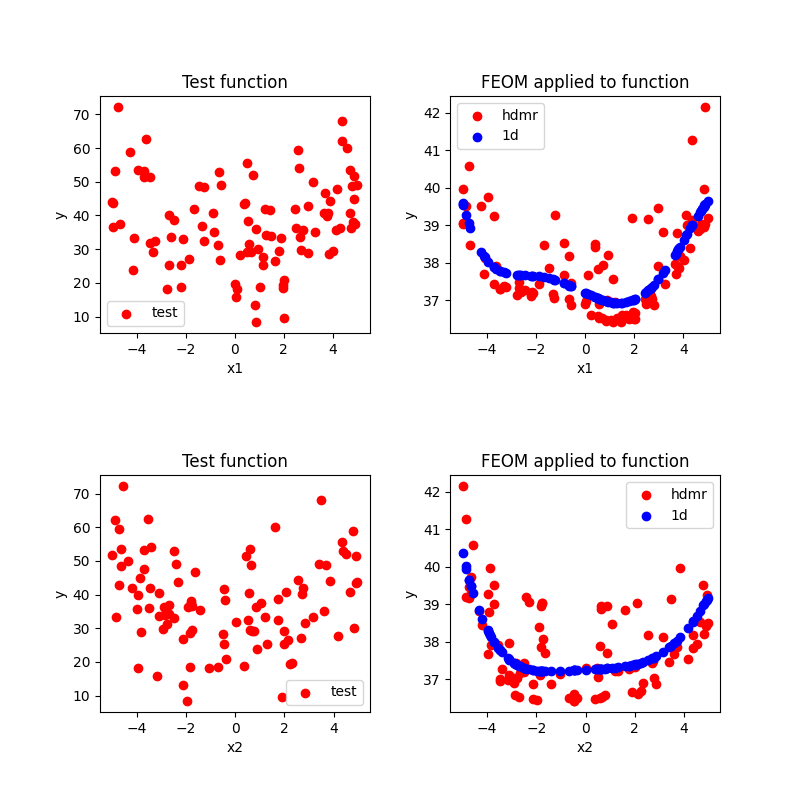 Test function
FEOM applied to function
y
70
60
50
40
30
20
10
test
−4 −2 0 2 4
x1
y
42
41
40
39
38
37
hdmr
1d
−4 −2 0 2 4
x1
Test function
FEOM applied to function
y
70
60
50
40
30
20
10
test
−4 −2 0 2 4
x2
y
42
41
40
39
38
37
hdmr
1d
−4 −2 0 2 4
x2